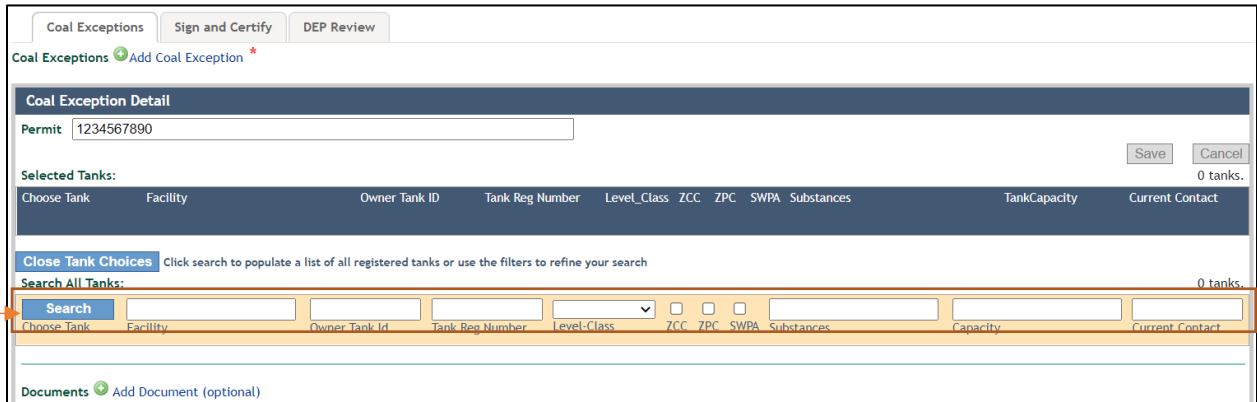 Coal Exceptions Sign and Certify DEP Review
Coal Exceptions Add Coal Exception *
Coal Exception Detail
Permit 1234567890
Save Cancel
Selected Tanks: 0 tanks.
Choose Tank Facility Owner Tank ID Tank Reg Number Level_Class ZCC ZPC SWPA Substances TankCapacity Current Contact
Close Tank Choices Click search to populate a list of all registered tanks or use the filters to refine your search
Search All Tanks: 0 tanks.
Search
Choose Tank Facility Owner Tank Id Tank Reg Number Level-Class ZCC ZPC SWPA Substances Capacity Current Contact
Documents Add Document (optional)